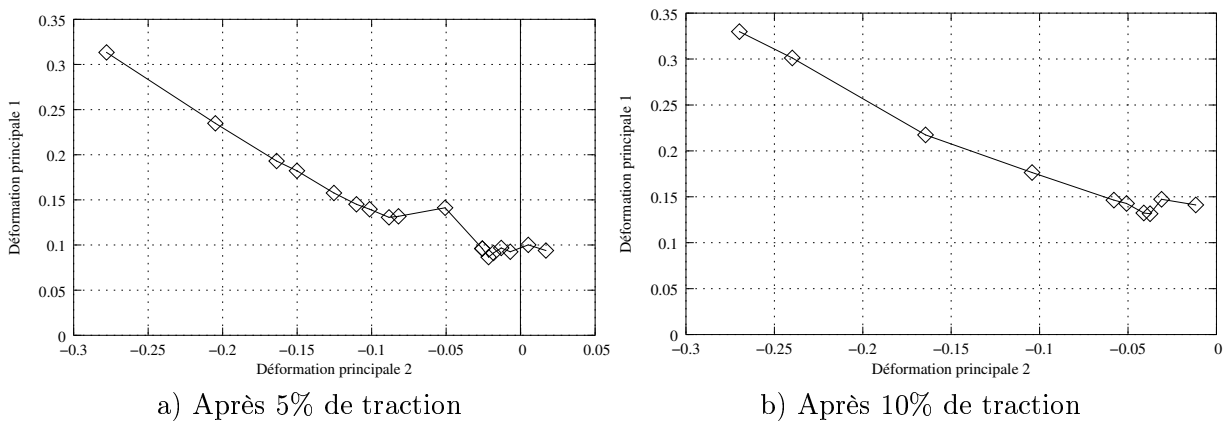 0.35
0.3
0.25
0.2
0.15
0.1
0.05
0
−0.3 −0.25 −0.2 −0.15 −0.1 −0.05 0 0.05
Déformation principale 1
Déformation principale 2
a) Après 5% de traction
0.35
0.3
0.25
0.2
0.15
0.1
0.05
0
−0.3 −0.25 −0.2 −0.15 −0.1 −0.05 0
Déformation principale 1
Déformation principale 2
b) Après 10% de traction